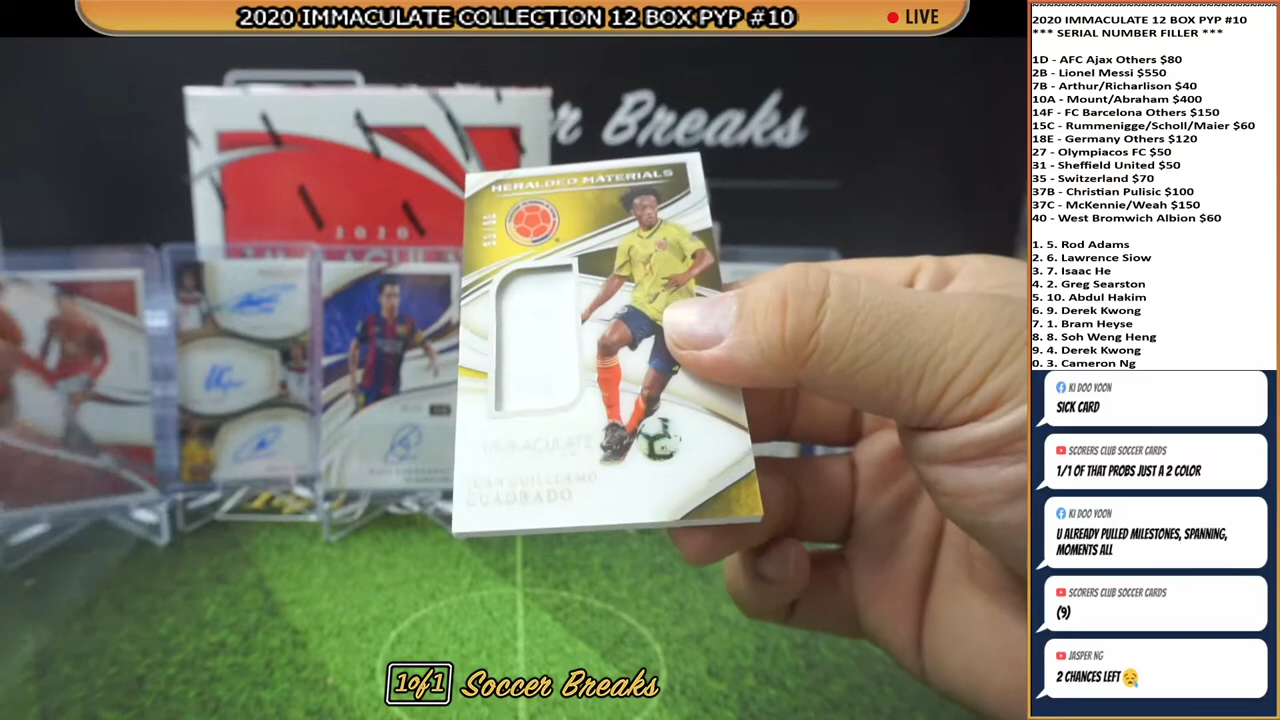 2020 IMMACULATE COLLECTION 12 BOX PYP #10
LIVE
r Breaks
2020
HERALDED MATERIALS
IMMACULATE
JUAN GUILLERMO
CUADRADO
1of1 Soccer Breaks
2020 IMMACULATE 12 BOX PYP #10
*** SERIAL NUMBER FILLER ***
1D - AFC Ajax Others $80
2B - Lionel Messi $550
7B - Arthur/Richarlison $40
10A - Mount/Abraham $400
14F - FC Barcelona Others $150
15C - Rummenigge/Scholl/Maier $60
18E - Germany Others $120
27 - Olympiacos FC $50
31 - Sheffield United $50
35 - Switzerland $70
37B - Christian Pulisic $100
37C - McKennie/Weah $150
40 - West Bromwich Albion $60
1. 5. Rod Adams
2. 6. Lawrence Siow
3. 7. Isaac He
4. 2. Greg Searston
5. 10. Abdul Hakim
6. 9. Derek Kwong
7. 1. Bram Heyse
8. 8. Soh Weng Heng
9. 4. Derek Kwong
0. 3. Cameron Ng
KI DOO YOON
SICK CARD
SCORERS CLUB SOCCER CARDS
1/1 OF THAT PROBS JUST A 2 COLOR
KI DOO YOON
U ALREADY PULLED MILESTONES, SPANNING,
MOMENTS ALL
SCORERS CLUB SOCCER CARDS
(9)
JASPER NG
2 CHANCES LEFT😥